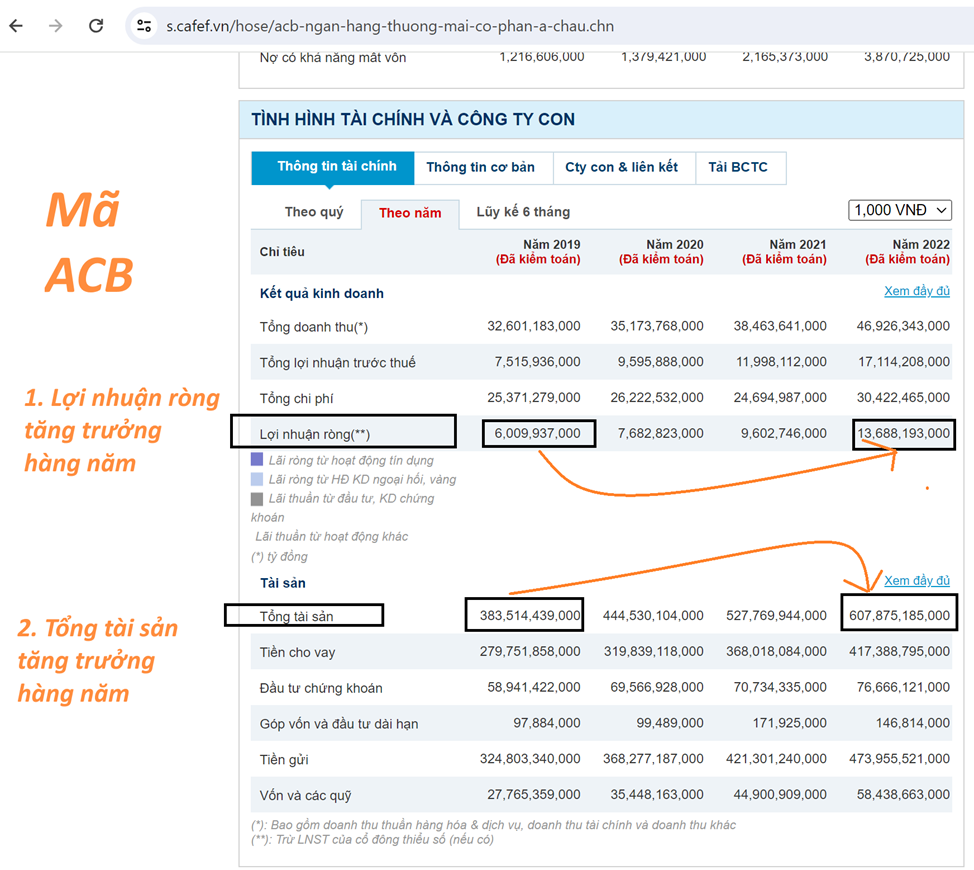 s.cafef.vn/hose/acb-ngan-hang-thuong-mai-co-phan-a-chau.chn
Nợ có khả năng mất vốn 1,216,606,000 1,379,421,000 2,165,373,000 3,870,725,000
TÌNH HÌNH TÀI CHÍNH VÀ CÔNG TY CON
Thông tin tài chính Thông tin cơ bản Cty con & liên kết Tải BCTC
Theo quý Theo năm Lũy kế 6 tháng 1,000 VNĐ
Chỉ tiêu Năm 2019 (Đã kiểm toán) Năm 2020 (Đã kiểm toán) Năm 2021 (Đã kiểm toán) Năm 2022 (Đã kiểm toán)
Kết quả kinh doanh Xem đầy đủ
Tổng doanh thu(*) 32,601,183,000 35,173,768,000 38,463,641,000 46,926,343,000
Tổng lợi nhuận trước thuế 7,515,936,000 9,595,888,000 11,998,112,000 17,114,208,000
Tổng chi phí 25,371,279,000 26,222,532,000 24,694,987,000 30,422,465,000
Lợi nhuận ròng(**) 6,009,937,000 7,682,823,000 9,602,746,000 13,688,193,000
Lãi ròng từ hoạt động tín dụng
Lãi ròng từ HĐ KD ngoại hối, vàng
Lãi thuần từ đầu tư, KD chứng
khoán
Lãi thuần từ hoạt động khác
(*) tỷ đồng
Tài sản Xem đầy đủ
Tổng tài sản 383,514,439,000 444,530,104,000 527,769,944,000 607,875,185,000
Tiền cho vay 279,751,858,000 319,839,118,000 368,018,084,000 417,388,795,000
Đầu tư chứng khoán 58,941,422,000 69,566,928,000 70,734,335,000 76,666,121,000
Góp vốn và đầu tư dài hạn 97,884,000 99,489,000 171,925,000 146,814,000
Tiền gửi 324,803,340,000 368,277,187,000 421,301,240,000 473,955,521,000
Vốn và các quỹ 27,765,359,000 35,448,163,000 44,900,909,000 58,438,663,000
(*): Bao gồm doanh thu thuần hàng hóa & dịch vụ, doanh thu tài chính và doanh thu khác
(**): Trừ LNST của cổ đông thiểu số (nếu có)
Mã
ACB
1. Lợi nhuận ròng
tăng trưởng
hàng năm
2. Tổng tài sản
tăng trưởng
hàng năm